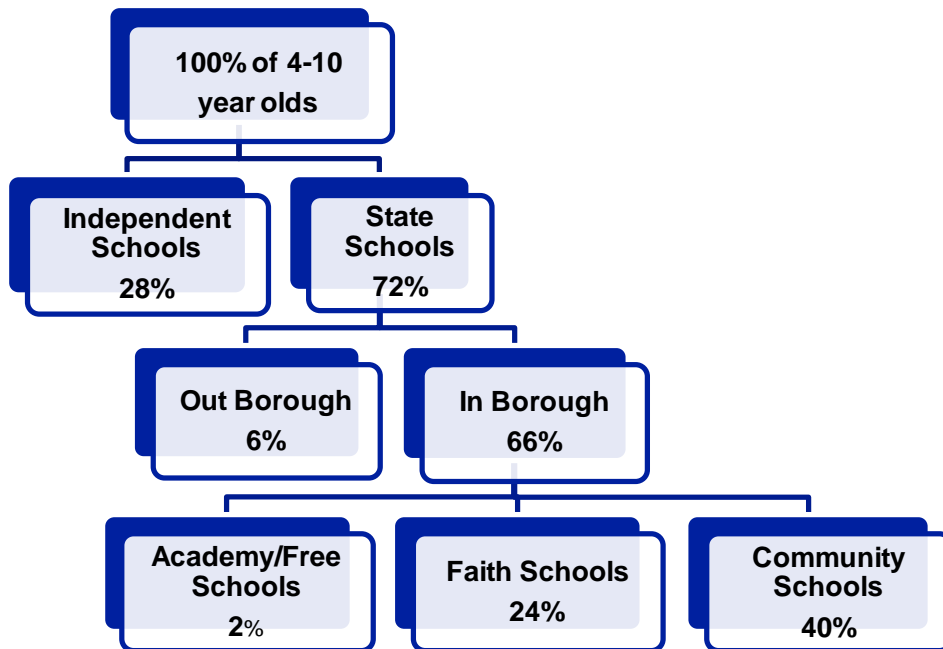 100% of 4-10
year olds
Independent
Schools
28%
State
Schools
72%
Out Borough
6%
In Borough
66%
Academy/Free
Schools
2%
Faith Schools
24%
Community
Schools
40%